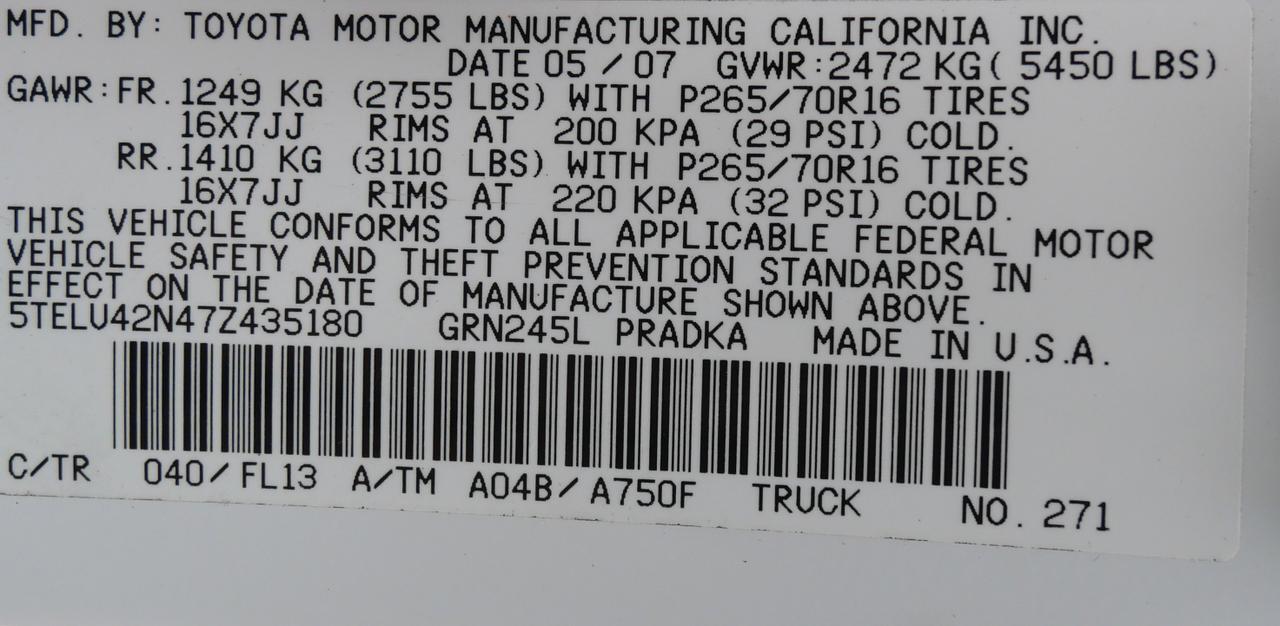 MFD. BY: TOYOTA MOTOR MANUFACTURING CALIFORNIA INC.
DATE 05 / 07 GVWR:2472 KG( 5450 LBS)
GAWR:FR.1249 KG (2755 LBS) WITH P265/70R16 TIRES
16X7JJ RIMS AT 200 KPA (29 PSI) COLD.
RR.1410 KG (3110 LBS) WITH P265/70R16 TIRES
16X7JJ RIMS AT 220 KPA (32 PSI) COLD.
THIS VEHICLE CONFORMS TO ALL APPLICABLE FEDERAL MOTOR
VEHICLE SAFETY AND THEFT PREVENTION STANDARDS IN
EFFECT ON THE DATE OF MANUFACTURE SHOWN ABOVE.
5TELU42N47Z435180 GRN245L PRADKA MADE IN U.S.A.
C/TR 040/FL13 A/TM A04B/A750F TRUCK NO. 271